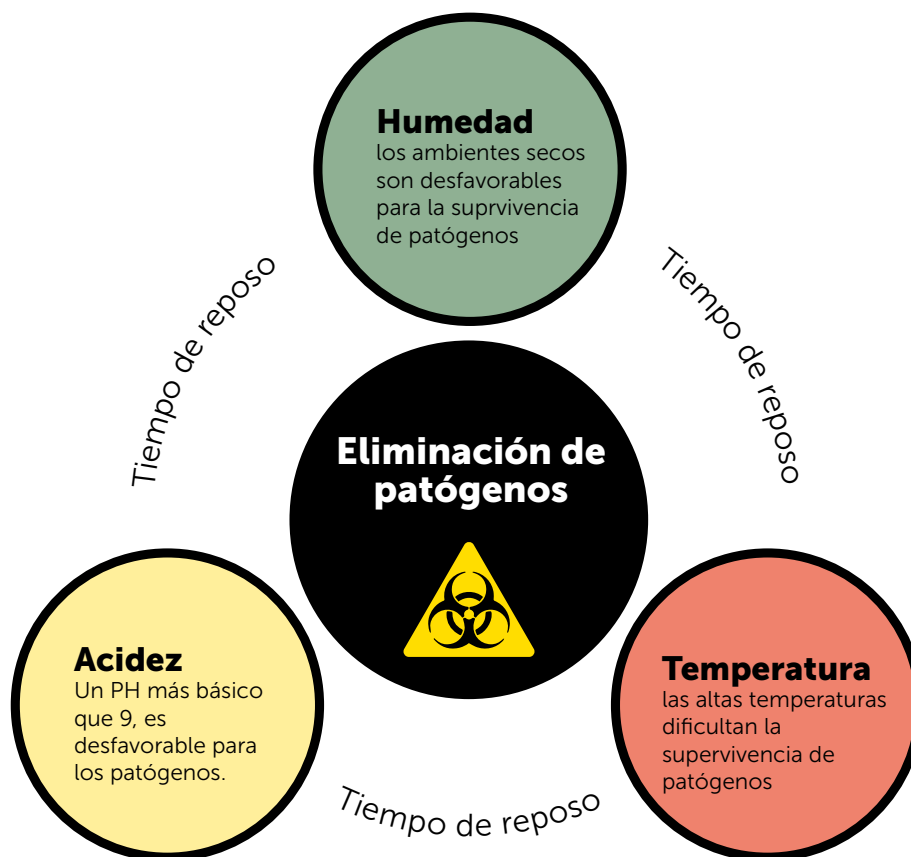 Humedad
los ambientes secos
son desfavorables
para la suprvivencia
de patógenos
Tiempo de reposo
Tiempo de reposo
Eliminación de
patógenos
Acidez
Un PH más básico
que 9, es
desfavorable para
los patógenos.
Temperatura
las altas temperaturas
dificultan la
supervivencia de
patógenos
Tiempo de reposo